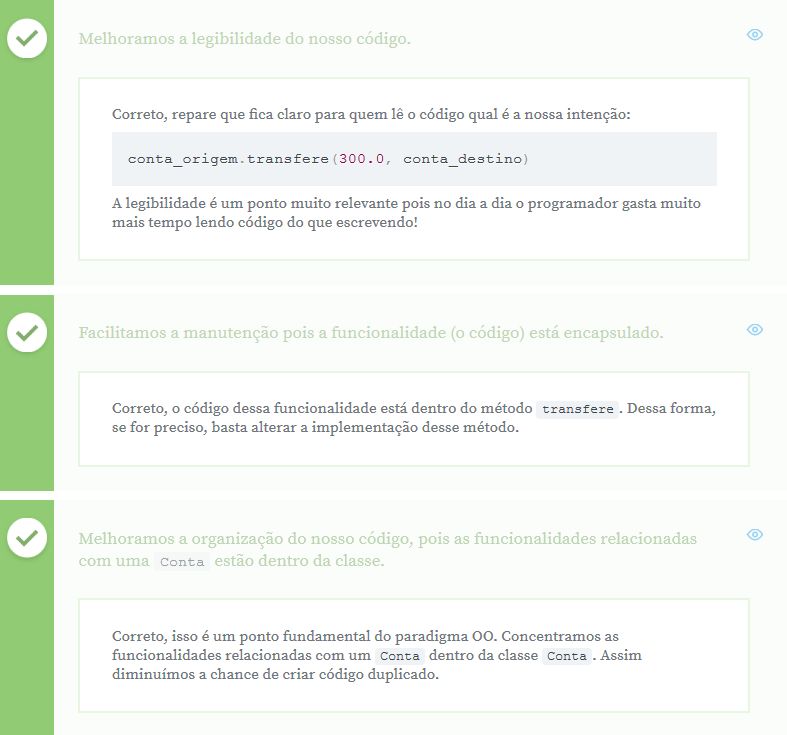 Melhoramos a legibilidade do nosso código.
Correto, repare que fica claro para quem lê o código qual é a nossa intenção:
conta_origem.transfere(300.0, conta_destino)
A legibilidade é um ponto muito relevante pois no dia a dia o programador gasta muito
mais tempo lendo código do que escrevendo!
Facilitamos a manutenção pois a funcionalidade (o código) está encapsulado.
Correto, o código dessa funcionalidade está dentro do método transfere. Dessa forma,
se for preciso, basta alterar a implementação desse método.
Melhoramos a organização do nosso código, pois as funcionalidades relacionadas
com uma Conta estão dentro da classe.
Correto, isso é um ponto fundamental do paradigma OO. Concentramos as
funcionalidades relacionadas com um Conta dentro da classe Conta. Assim
diminuímos a chance de criar código duplicado.